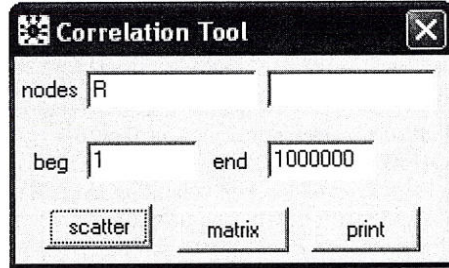 Correlation Tool
nodes R
beg 1 end 1000000
scatter matrix print